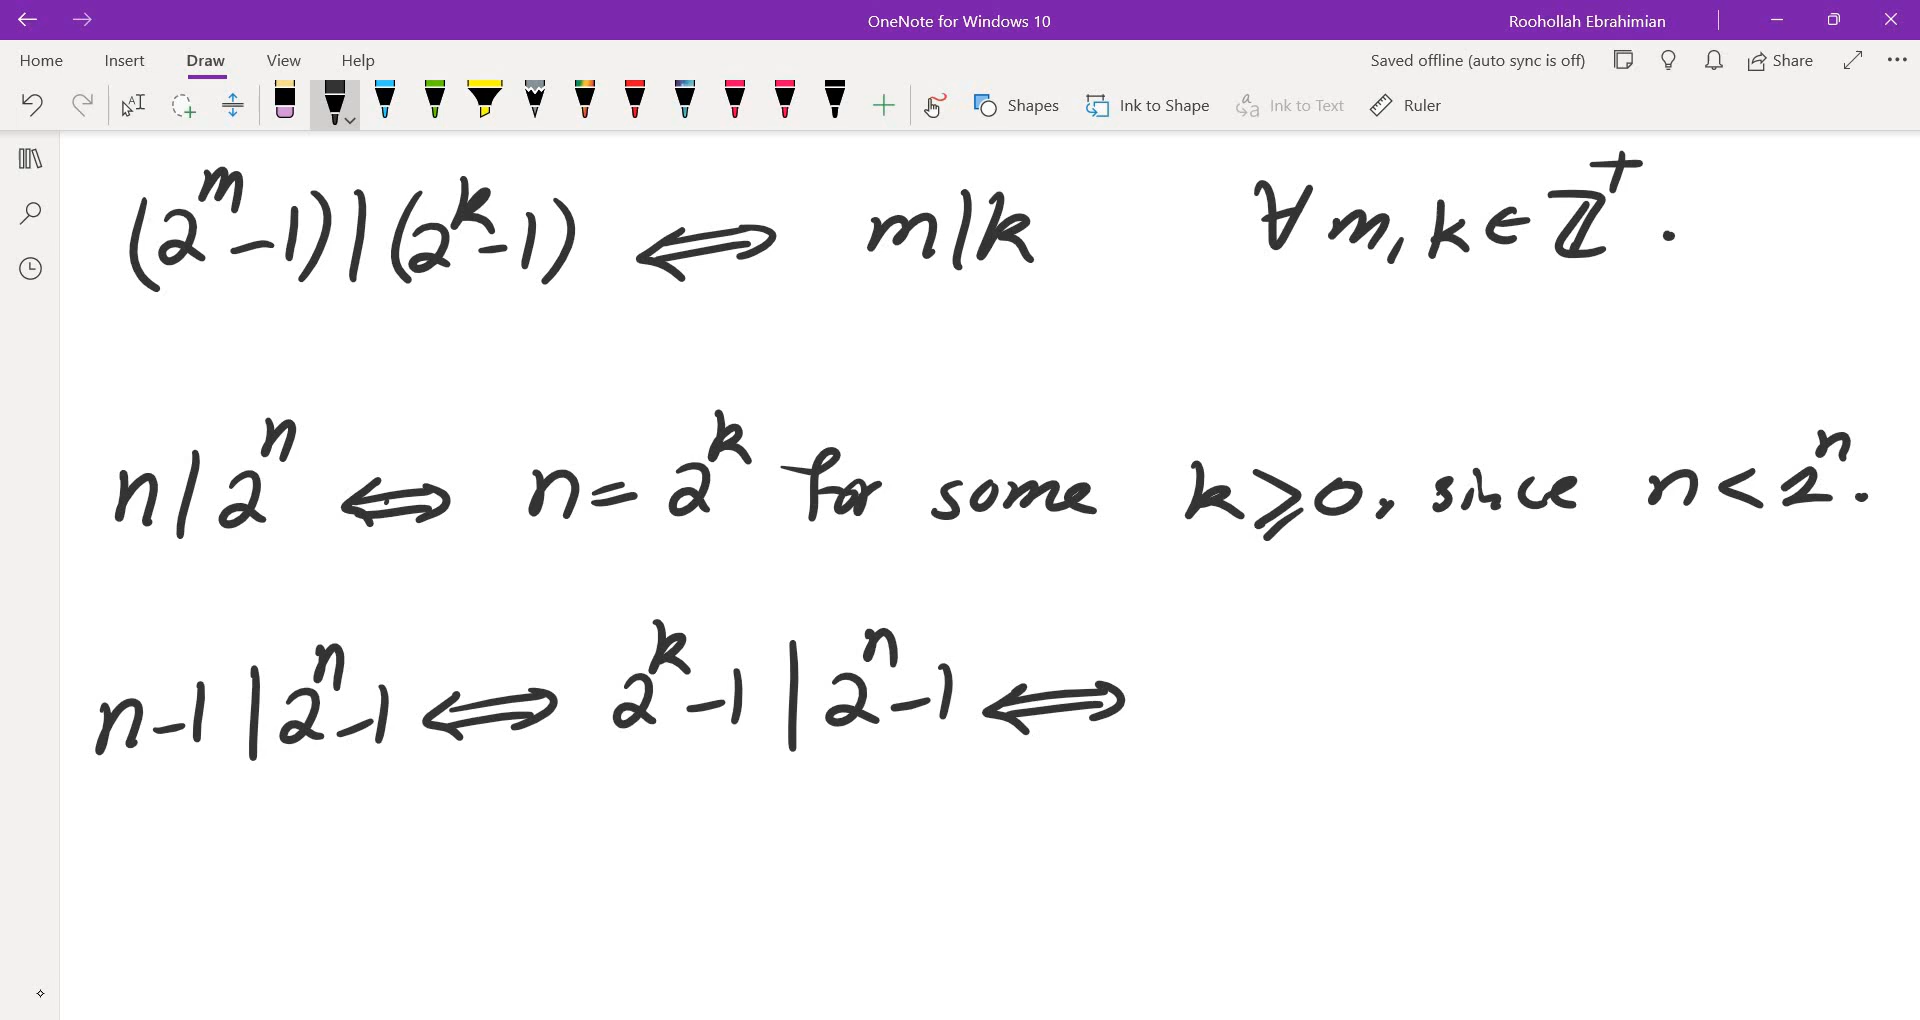 OneNote for Windows 10
Roohollah Ebrahimian
Home Insert Draw View Help
Saved offline (auto sync is off) Share
Shapes Ink to Shape Ink to Text Ruler
(2^m - 1) | (2^k - 1) ⟺ m | k ∀ m, k ∈ ℤ^+ .
n | 2^n ⟺ n = 2^k for some k ⩾ 0, since n < 2^n .
n - 1 | 2^n - 1 ⟺ 2^k - 1 | 2^n - 1 ⟺